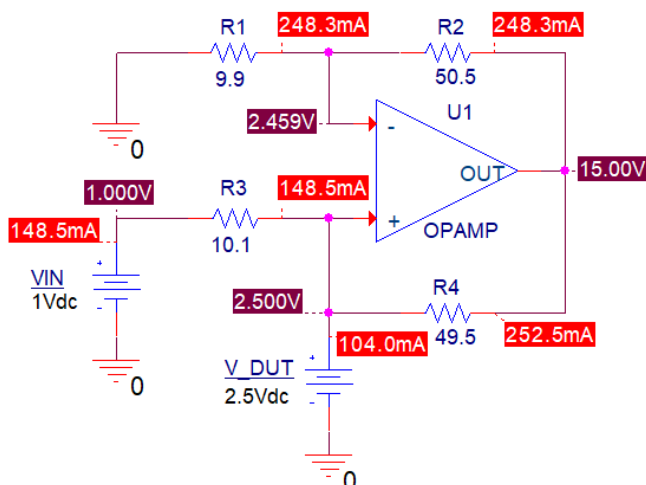 R1
248.3mA
R2
248.3mA
9.9
50.5
U1
2.459V
-
0
OUT
15.00V
1.000V
R3
148.5mA
+
OPAMP
148.5mA
10.1
+
VIN
1Vdc
-
2.500V
R4
49.5
252.5mA
104.0mA
0
V_DUT
+
2.5Vdc
-
0